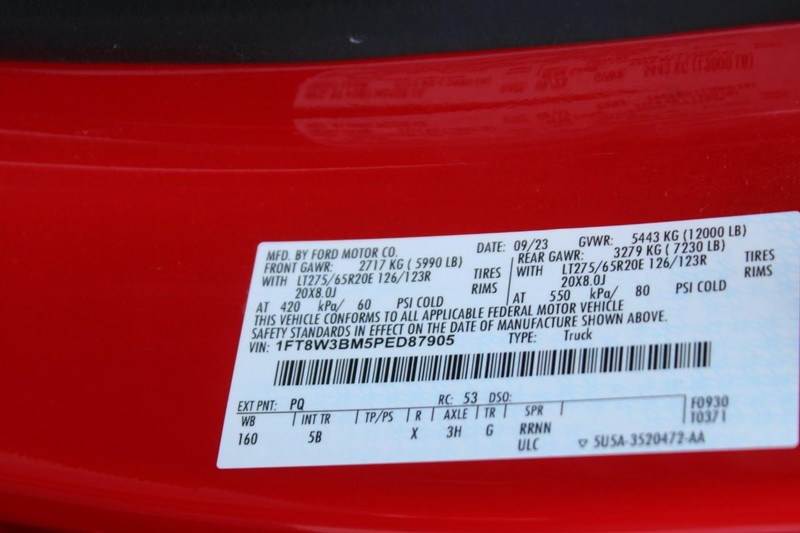 MFD. BY FORD MOTOR CO. DATE: 09/23 GVWR: 5443 KG (12000 LB)
FRONT GAWR: 2717 KG ( 5990 LB) REAR GAWR: 3279 KG ( 7230 LB)
WITH LT275/65R20E 126/123R TIRES WITH LT275/65R20E 126/123R TIRES
20X8.0J RIMS 20X8.0J RIMS
AT 420 kPa/ 60 PSI COLD AT 550 kPa/ 80 PSI COLD
THIS VEHICLE CONFORMS TO ALL APPLICABLE FEDERAL MOTOR VEHICLE
SAFETY STANDARDS IN EFFECT ON THE DATE OF MANUFACTURE SHOWN ABOVE.
VIN: 1FT8W3BM5PED87905 TYPE: Truck
EXT PNT: PQ RC: 53 DSO:
WB INT TR TP/PS R AXLE TR SPR F0930
160 5B X 3H G RRNN 10371
ULC ▽ 5U5A-3520472-AA